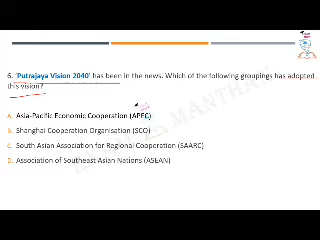 6. 'Putrajaya Vision 2040' has been in the news. Which of the following groupings has adopted
this vision?
A. Asia-Pacific Economic Cooperation (APEC)
B. Shanghai Cooperation Organisation (SCO)
C. South Asian Association for Regional Cooperation (SAARC)
D. Association of Southeast Asian Nations (ASEAN)